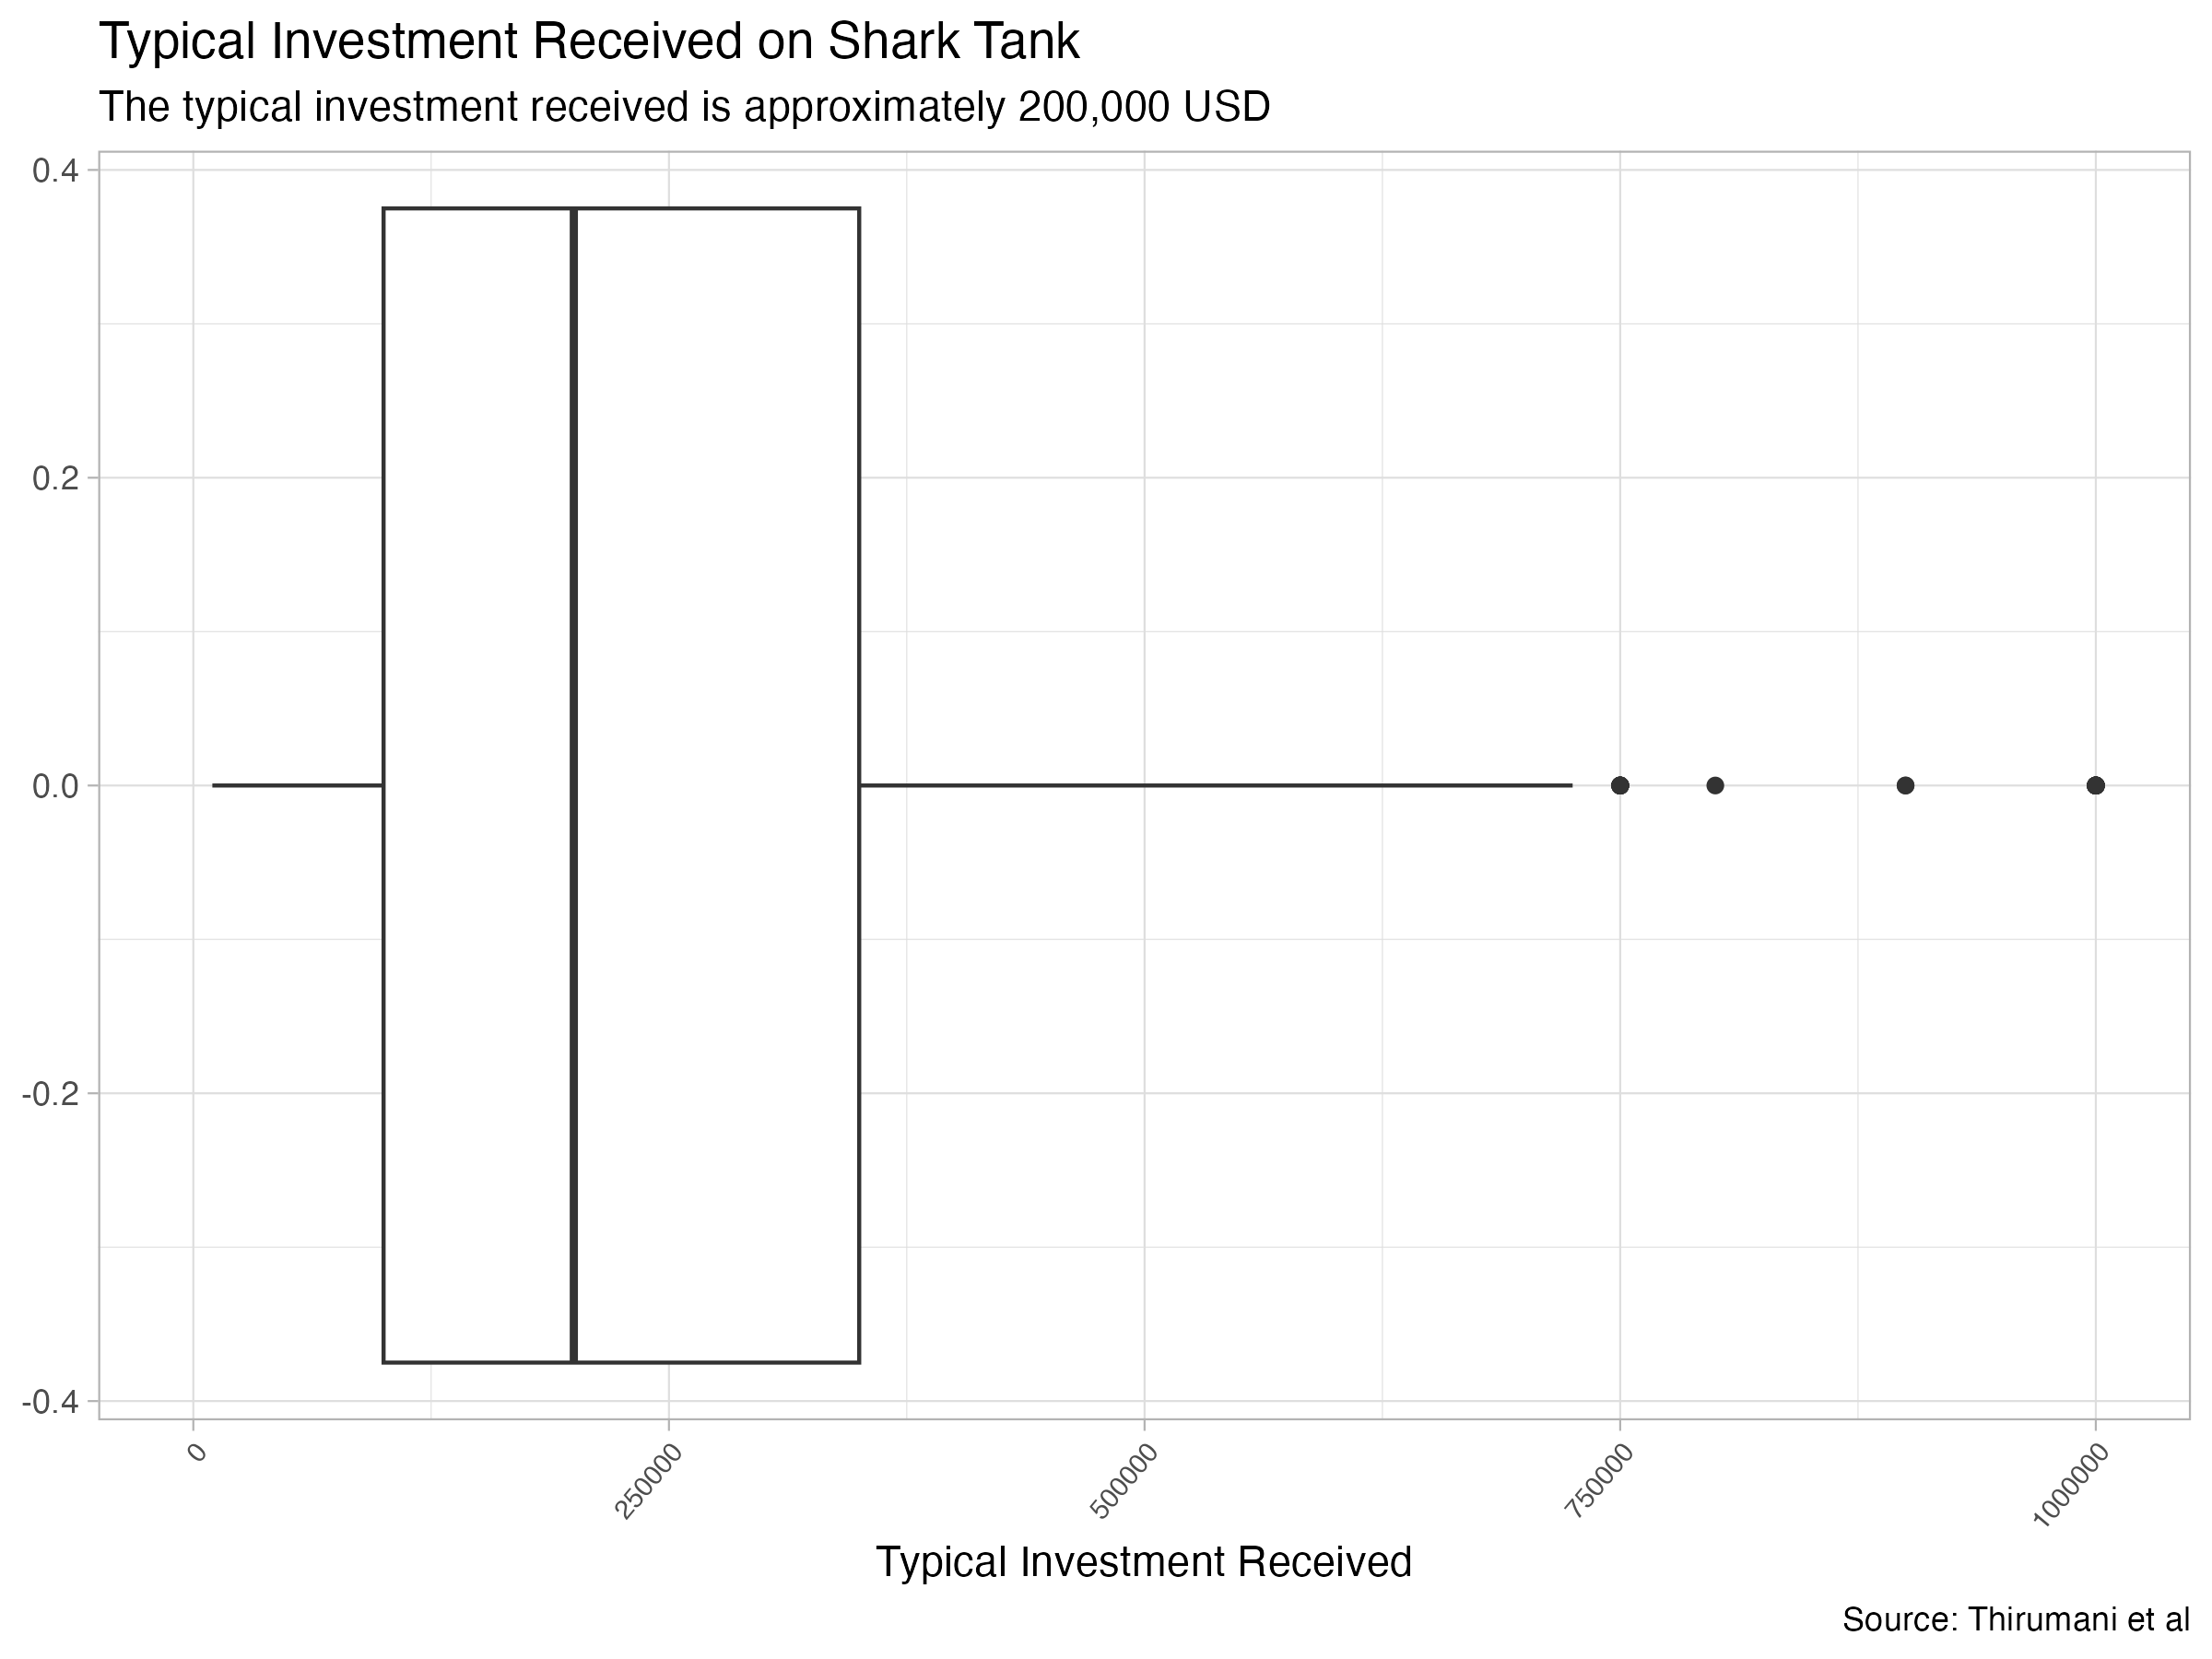 Typical Investment Received on Shark Tank
The typical investment received is approximately 200,000 USD
0.4
0.2
0.0
-0.2
-0.4
0
250000
500000
750000
1000000
Typical Investment Received
Source: Thirumani et al